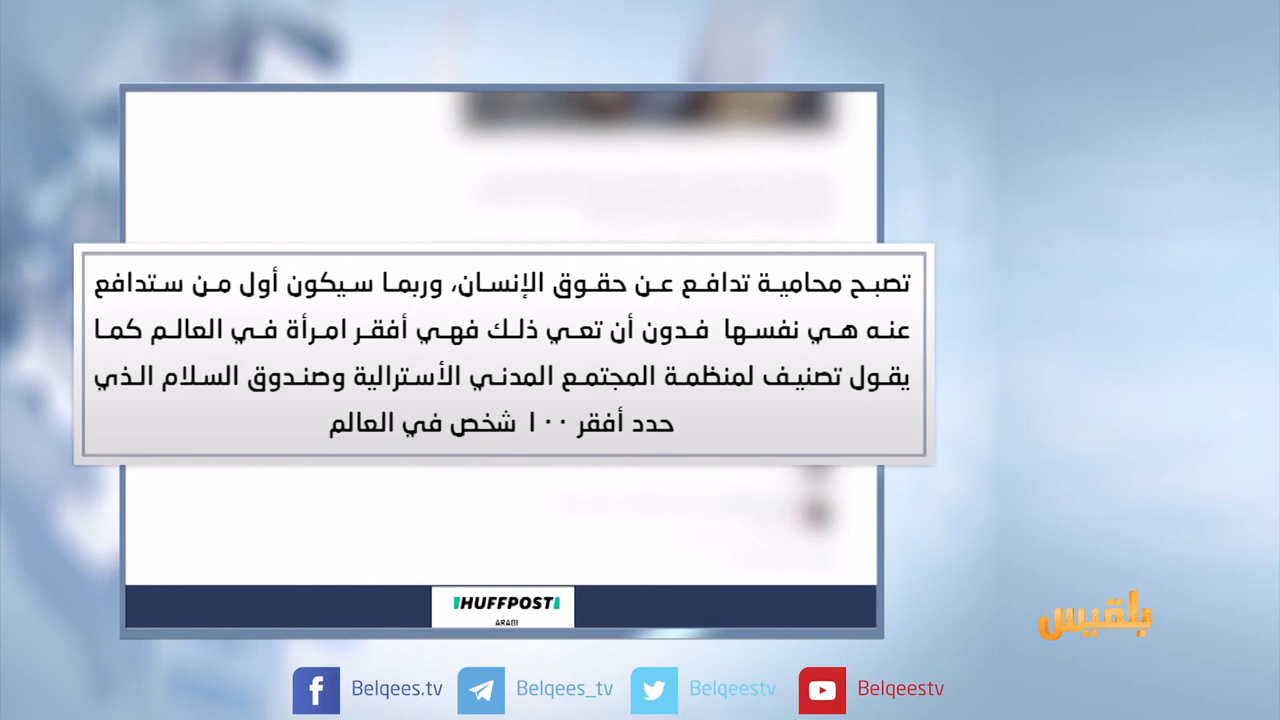 تصبح محامية تدافع عن حقوق الإنسان، وربما سيكون أول من ستدافع
عنه هي نفسها فدون أن تعي ذلك فهي أفقر امرأة في العالم كما
يقول تصنيف لمنظمة المجتمع المدني الأسترالية وصندوق السلام الذي
حدد أفقر ١٠٠ شخص في العالم
HUFFPOST
ARABI
بلقيس
Belqees.tv Belqees_tv Belqeestv Belqeestv